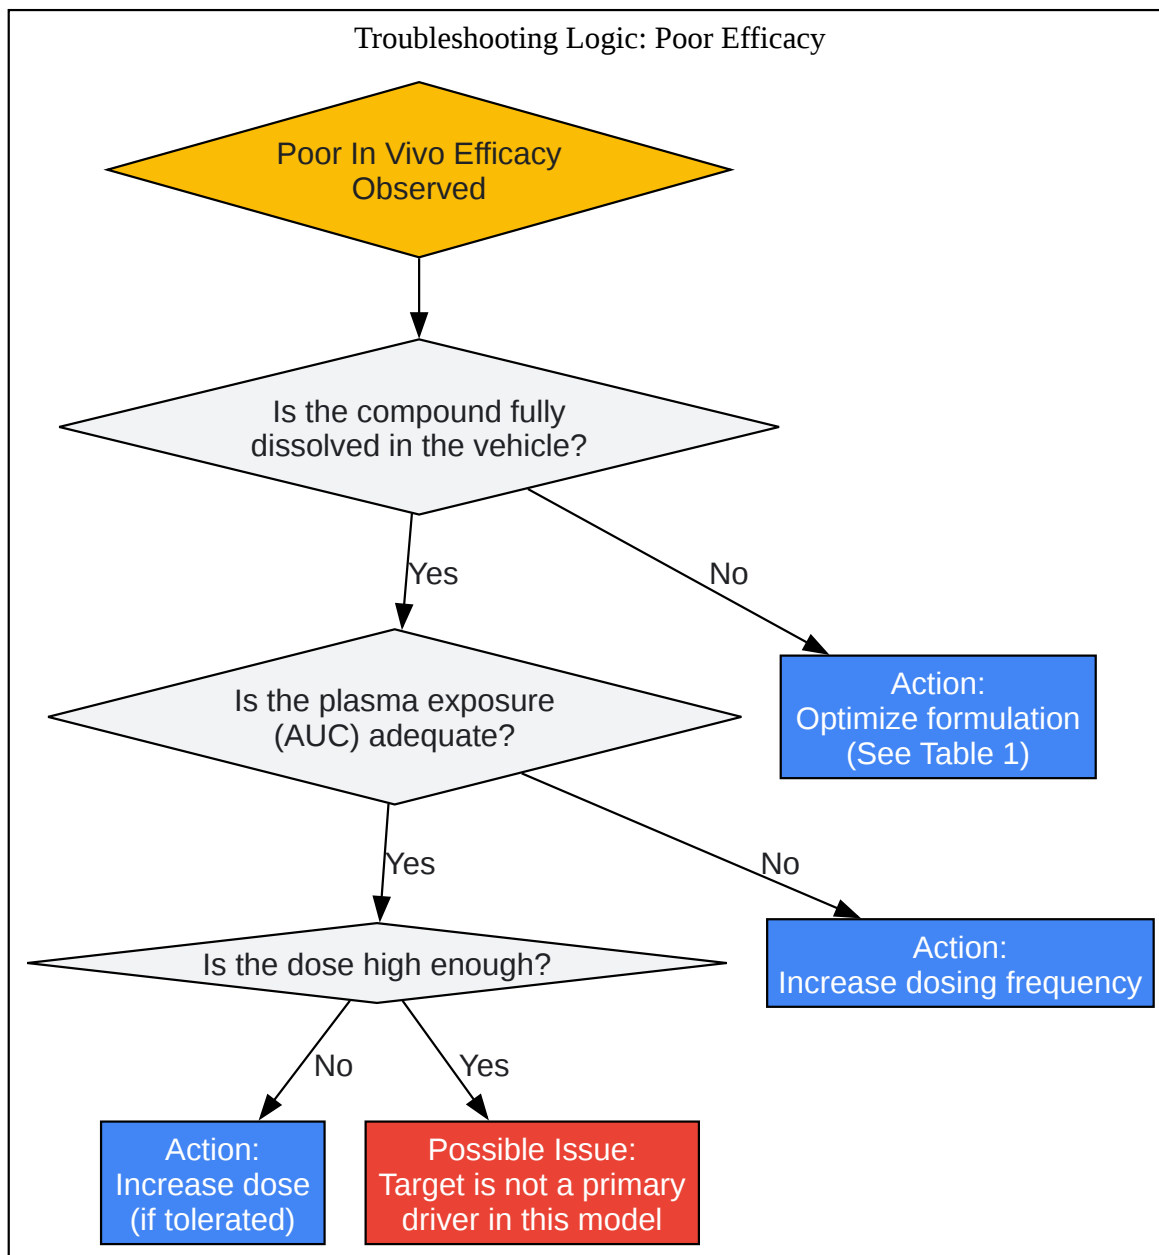 Troubleshooting Logic: Poor Efficacy
Poor In Vivo Efficacy
Observed
Is the compound fully
dissolved in the vehicle?
Yes
No
Is the plasma exposure
(AUC) adequate?
Action:
Optimize formulation
(See Table 1)
Yes
No
Is the dose high enough?
Action:
Increase dosing frequency
No
Yes
Action:
Increase dose
(if tolerated)
Possible Issue:
Target is not a primary
driver in this model